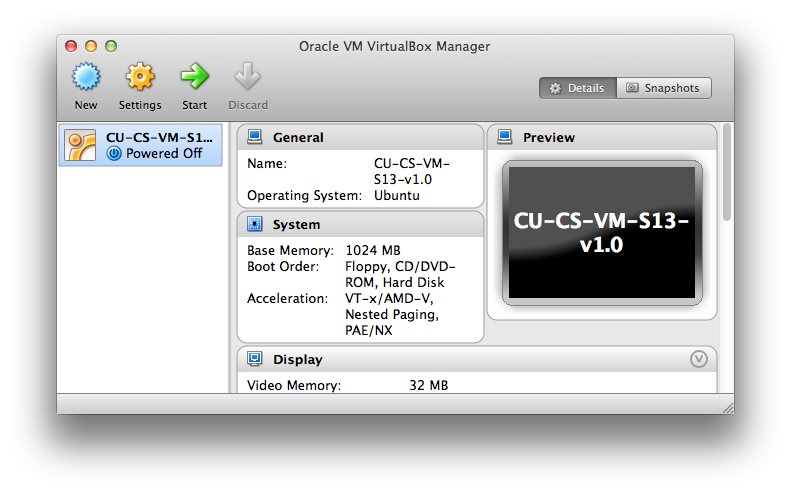 Oracle VM VirtualBox Manager
New
Settings
Start
Discard
Details
Snapshots
CU-CS-VM-S1...
Powered Off
General
Name: CU-CS-VM-
S13-v1.0
Operating System: Ubuntu
System
Base Memory: 1024 MB
Boot Order: Floppy, CD/DVD-
ROM, Hard Disk
Acceleration: VT-x/AMD-V,
Nested Paging,
PAE/NX
Preview
CU-CS-VM-S13-
v1.0
Display
Video Memory: 32 MB